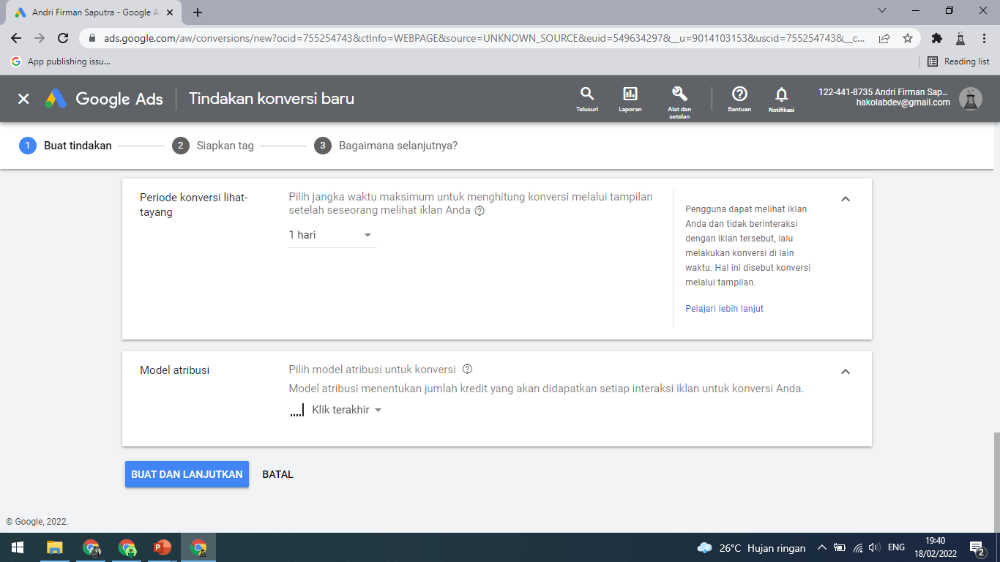 Andri Firman Saputra - Google A
ads.google.com/aw/conversions/new?ocid=755254743&ctInfo=WEBPAGE&source=UNKNOWN_SOURCE&euid=549634297&__u=9014103153&uscid=755254743&__c...
App publishing issu...
Reading list
Google Ads
Tindakan konversi baru
Telusuri
Laporan
Alat dan
setelan
Bantuan
Notifikasi
122-441-8735 Andri Firman Sap...
hakolabdev@gmail.com
1 Buat tindakan
2 Siapkan tag
3 Bagaimana selanjutnya?
Periode konversi lihat-
tayang
Pilih jangka waktu maksimum untuk menghitung konversi melalui tampilan
setelah seseorang melihat iklan Anda
1 hari
Pengguna dapat melihat iklan
Anda dan tidak berinteraksi
dengan iklan tersebut, lalu
melakukan konversi di lain
waktu. Hal ini disebut konversi
melalui tampilan.
Pelajari lebih lanjut
Model atribusi
Pilih model atribusi untuk konversi
Model atribusi menentukan jumlah kredit yang akan didapatkan setiap interaksi iklan untuk konversi Anda.
Klik terakhir
BUAT DAN LANJUTKAN
BATAL
© Google, 2022.
26°C Hujan ringan
ENG
19:40
18/02/2022
2